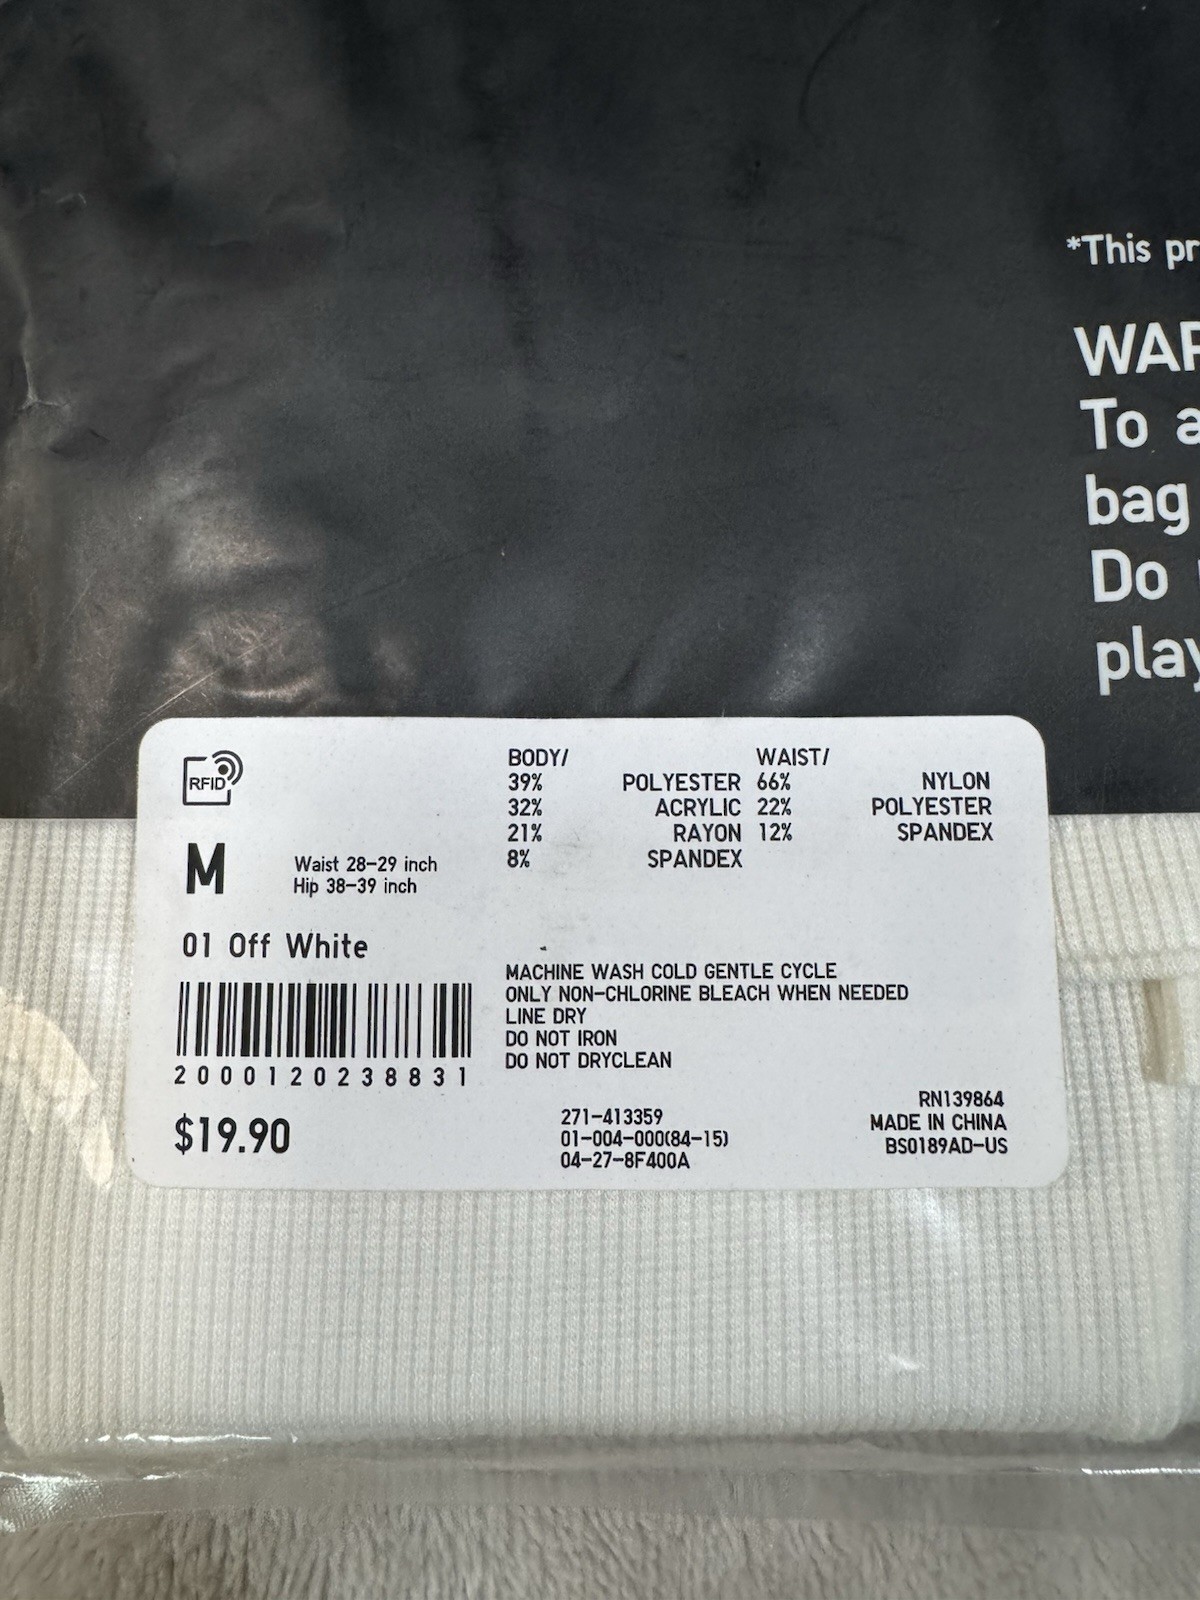 *This
WAR
To a
bag
Do
play
RFID
M
Waist 28-29 inch
Hip 38-39 inch
01 Off White
2000120238831
$19.90
BODY/
39% POLYESTER
32% ACRYLIC
21% RAYON
8% SPANDEX
WAIST/
66% NYLON
22% POLYESTER
12% SPANDEX
MACHINE WASH COLD GENTLE CYCLE
ONLY NON-CHLORINE BLEACH WHEN NEEDED
LINE DRY
DO NOT IRON
DO NOT DRYCLEAN
271-413359
01-004-000(84-15)
04-27-8F400A
RN139864
MADE IN CHINA
BS0189AD-US